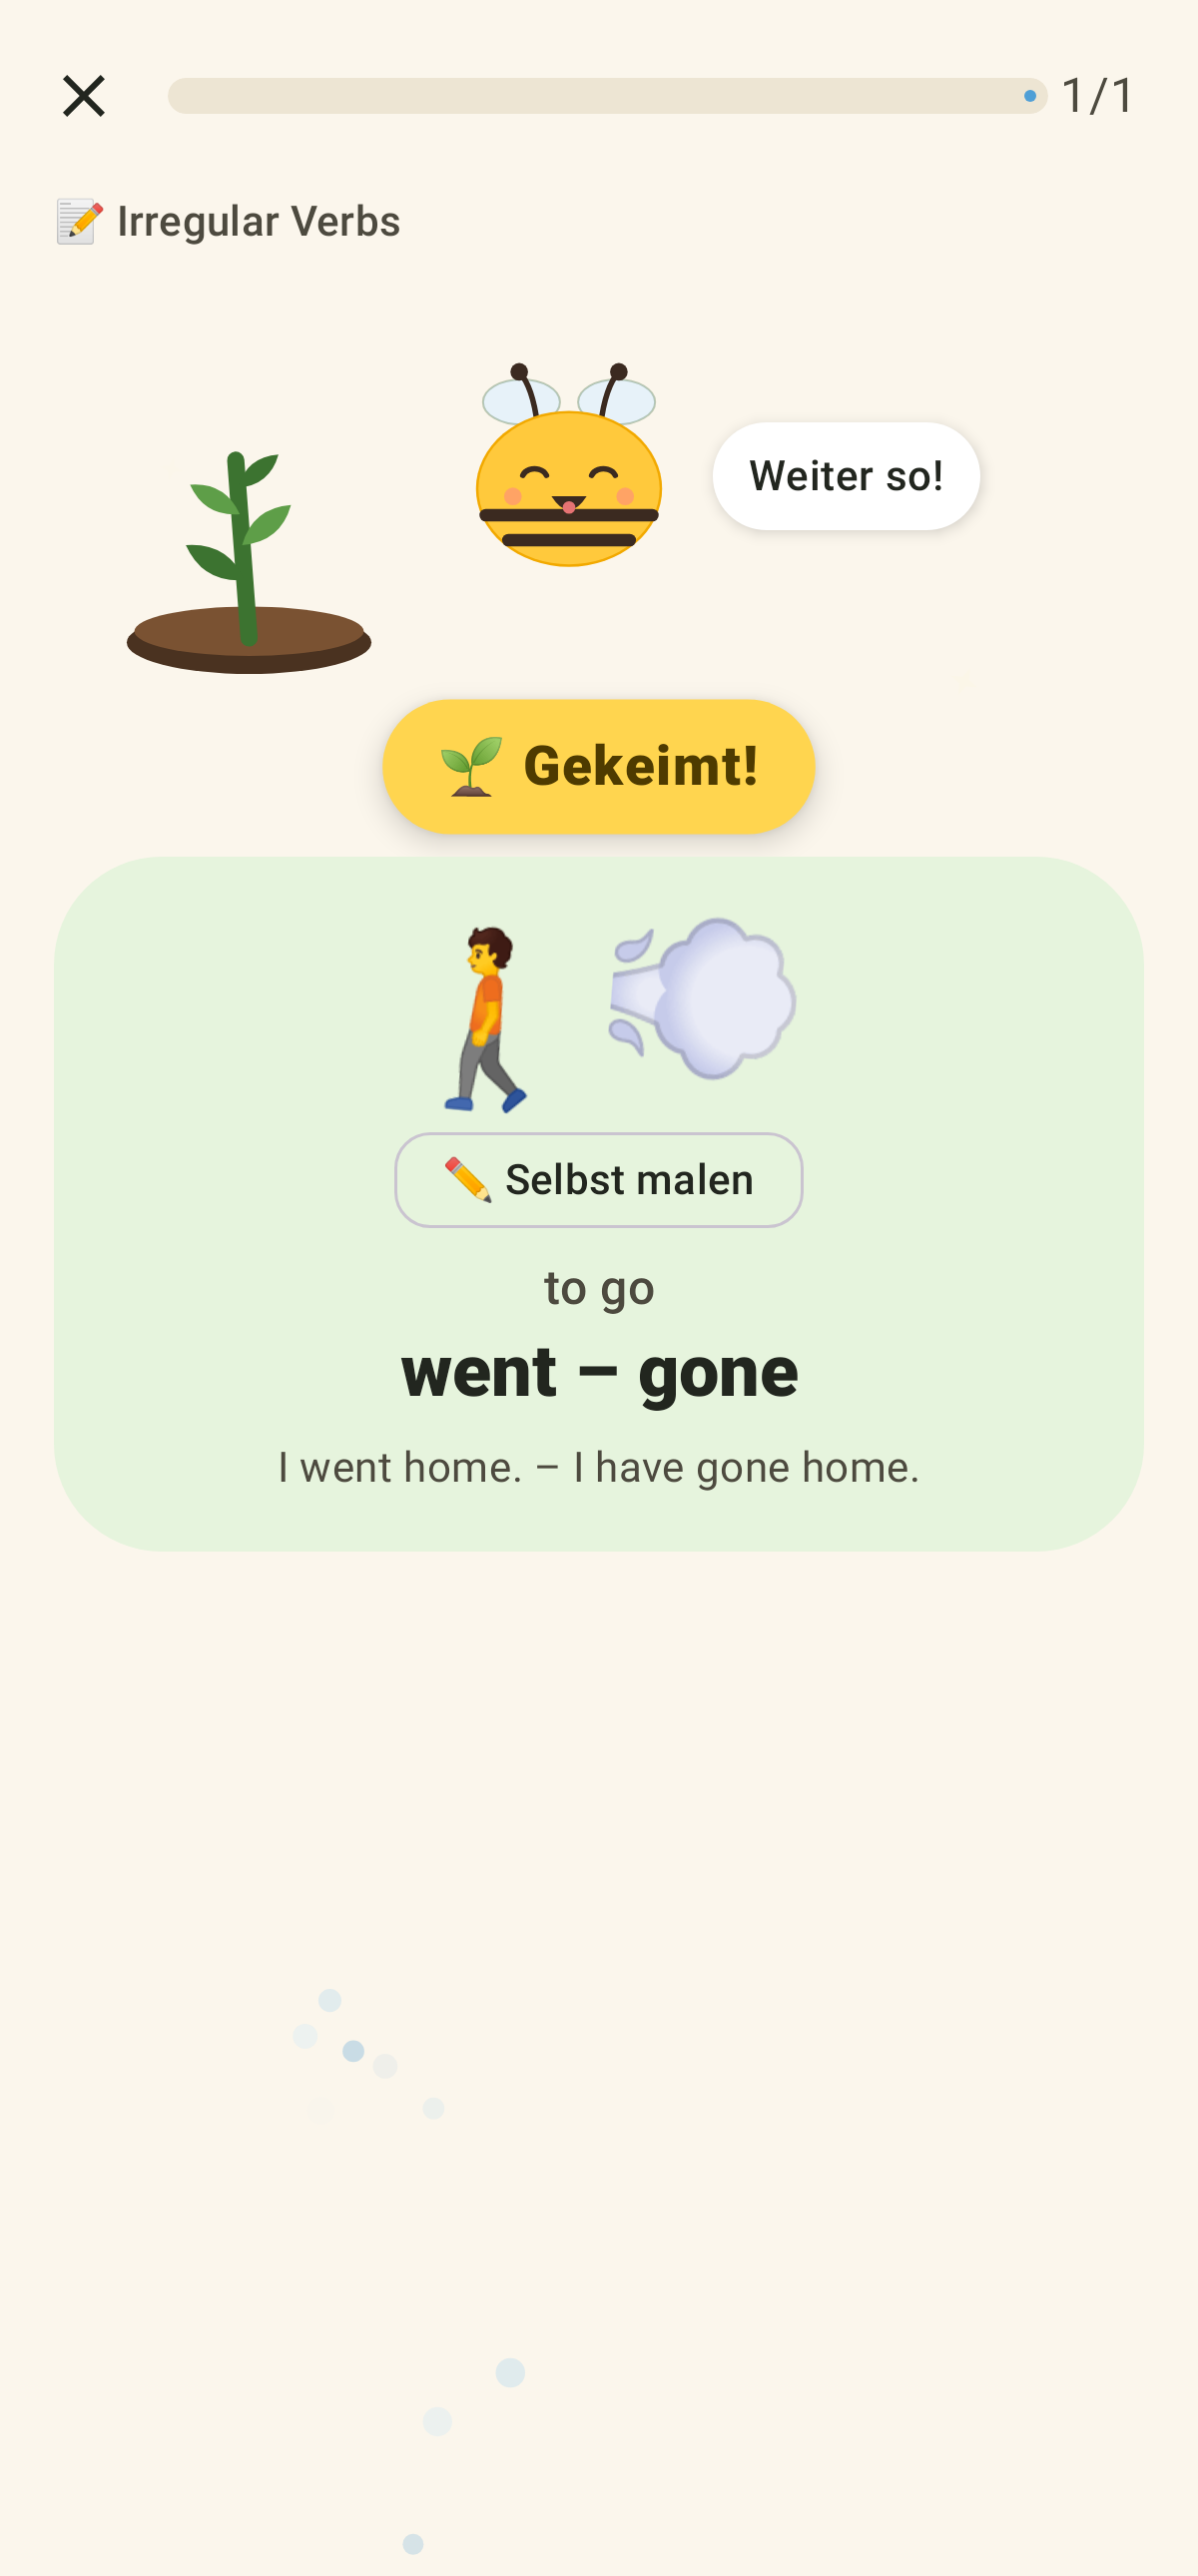 1/1
Irregular Verbs
Weiter so!
Gekeimt!
Selbst malen
to go
went – gone
I went home. – I have gone home.